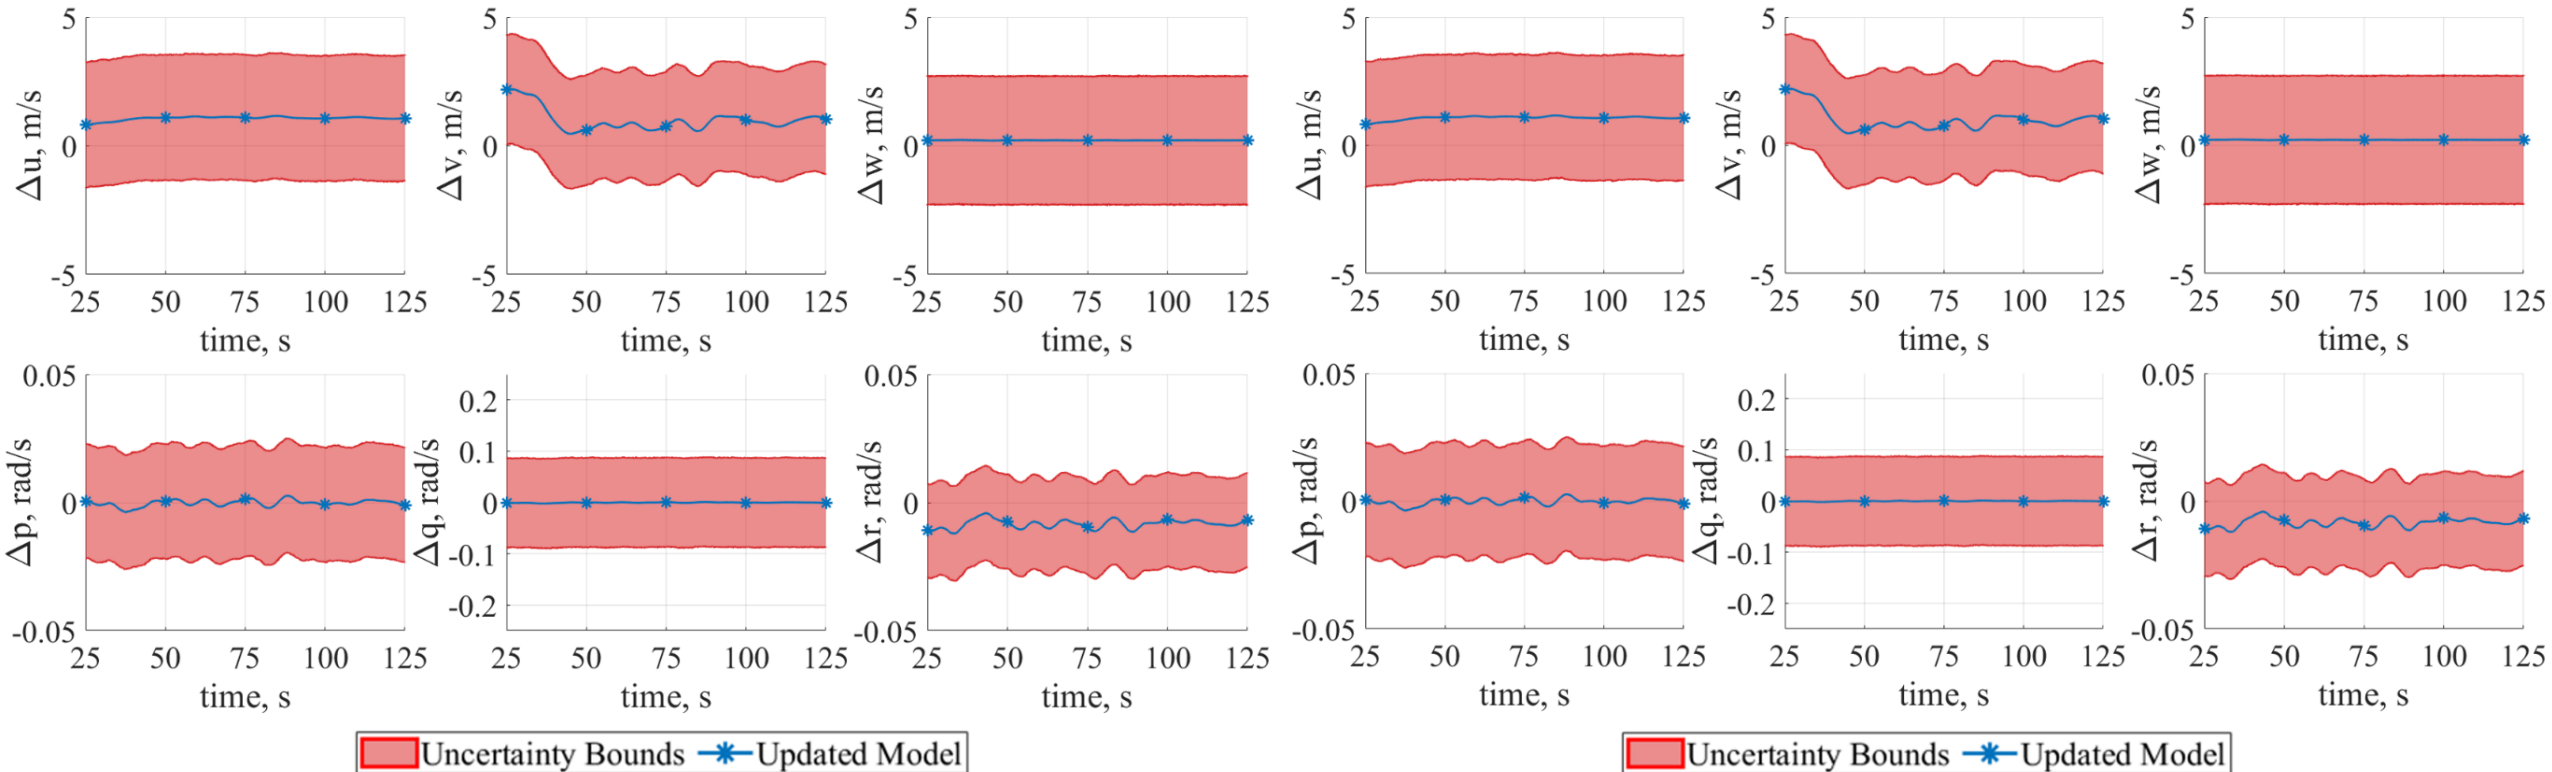 5
0
-5
Δu, m/s
25 50 75 100 125
time, s
5
0
-5
Δv, m/s
25 50 75 100 125
time, s
5
0
-5
Δw, m/s
25 50 75 100 125
time, s
5
0
-5
Δu, m/s
25 50 75 100 125
time, s
5
0
-5
Δv, m/s
25 50 75 100 125
time, s
5
0
-5
Δw, m/s
25 50 75 100 125
time, s
0.05
0
-0.05
Δp, rad/s
25 50 75 100 125
time, s
0.2
0.1
0
-0.1
-0.2
Δq, rad/s
25 50 75 100 125
time, s
0.05
0
-0.05
Δr, rad/s
25 50 75 100 125
time, s
0.05
0
-0.05
Δp, rad/s
25 50 75 100 125
time, s
0.2
0.1
0
-0.1
-0.2
Δq, rad/s
25 50 75 100 125
time, s
0.05
0
-0.05
Δr, rad/s
25 50 75 100 125
time, s
Uncertainty Bounds Updated Model
Uncertainty Bounds Updated Model